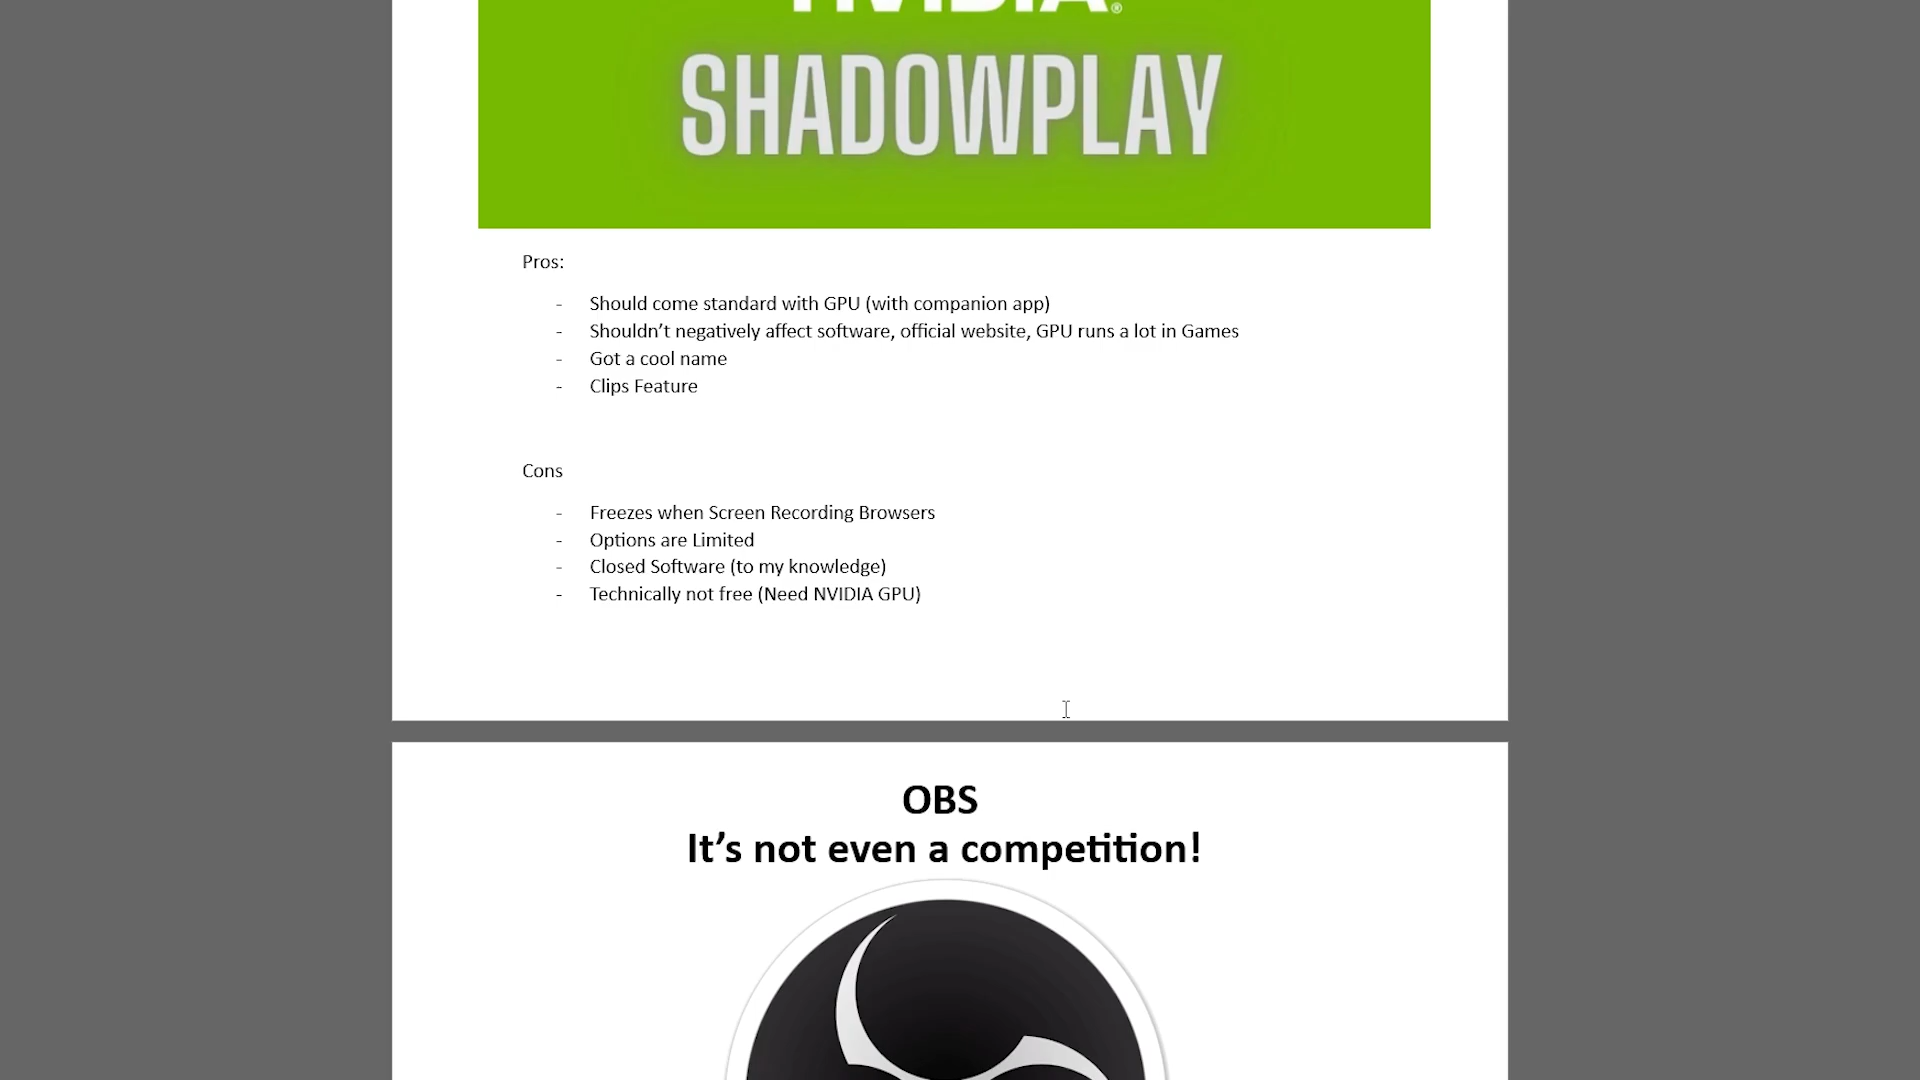 NVIDIA®
SHADOWPLAY
Pros:
- Should come standard with GPU (with companion app)
- Shouldn’t negatively affect software, official website, GPU runs a lot in Games
- Got a cool name
- Clips Feature
Cons
- Freezes when Screen Recording Browsers
- Options are Limited
- Closed Software (to my knowledge)
- Technically not free (Need NVIDIA GPU)
OBS
It’s not even a competition!